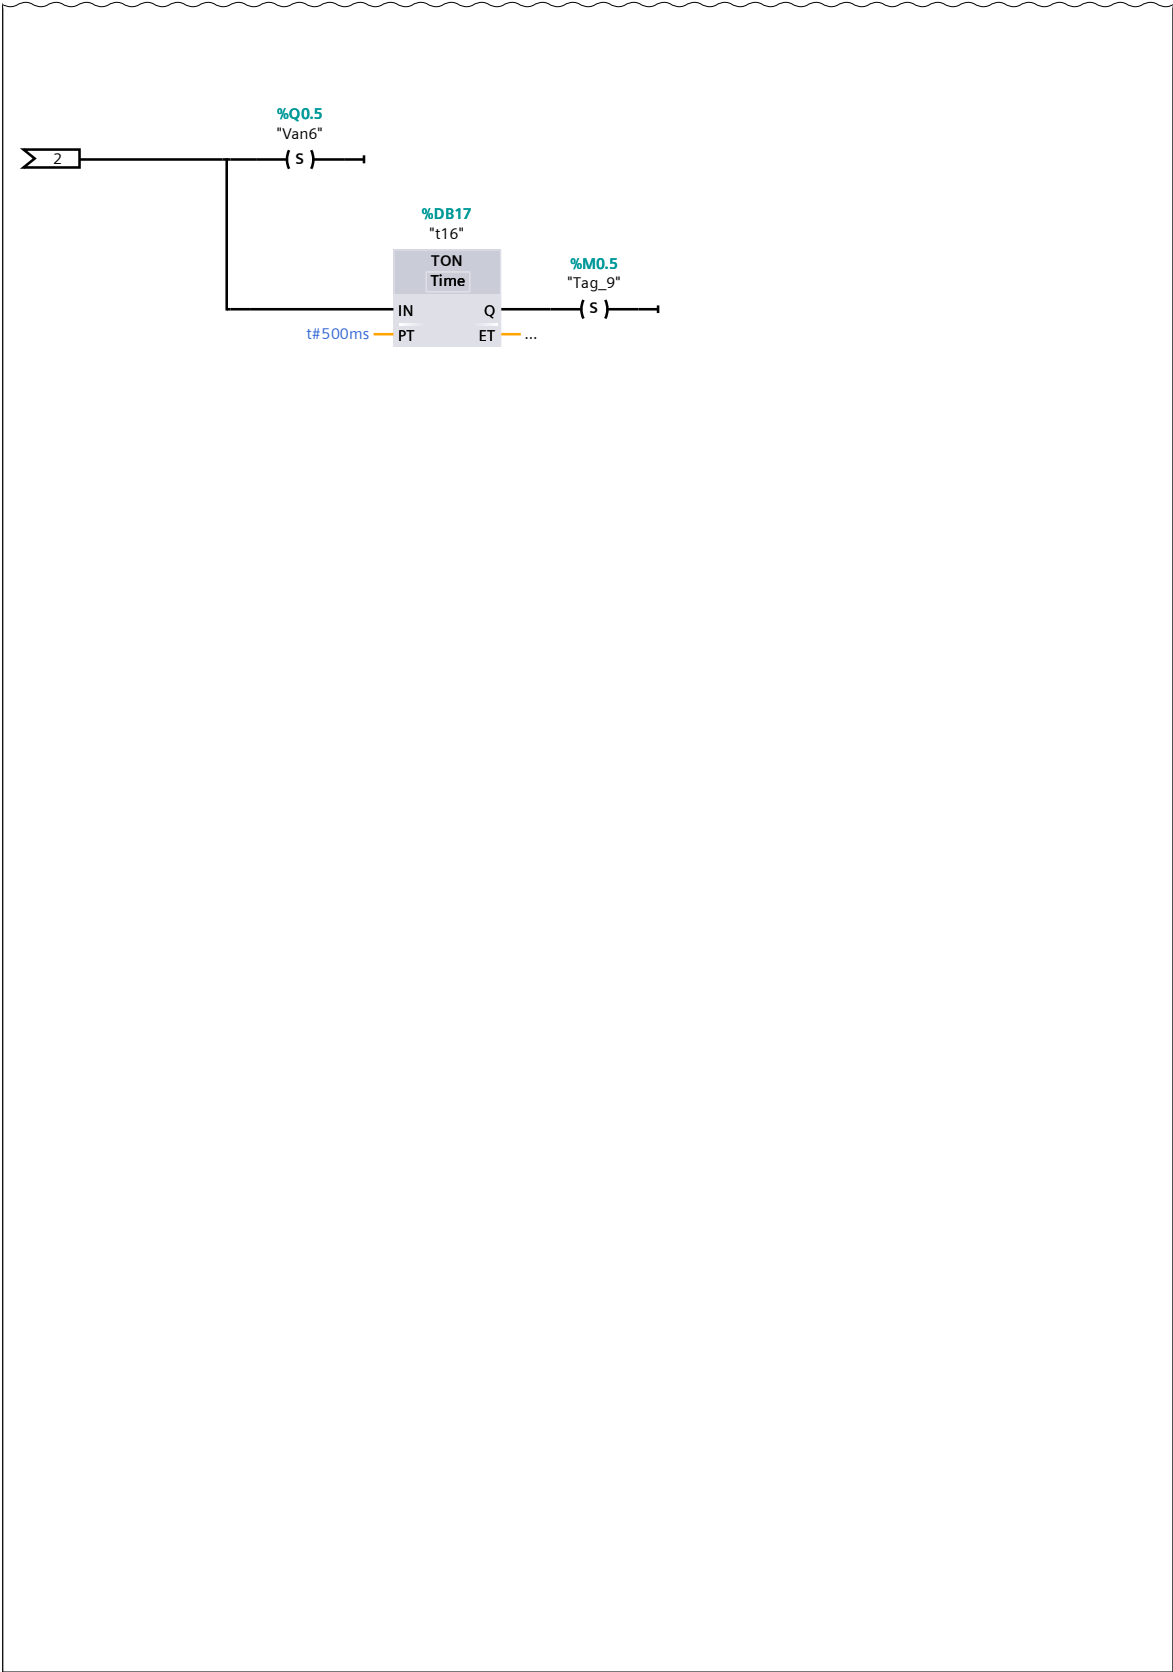 %Q0.5
"Van6"
2
S
%DB17
"t16"
TON
Time
%M0.5
"Tag_9"
IN
Q
S
t#500ms
PT
ET
...